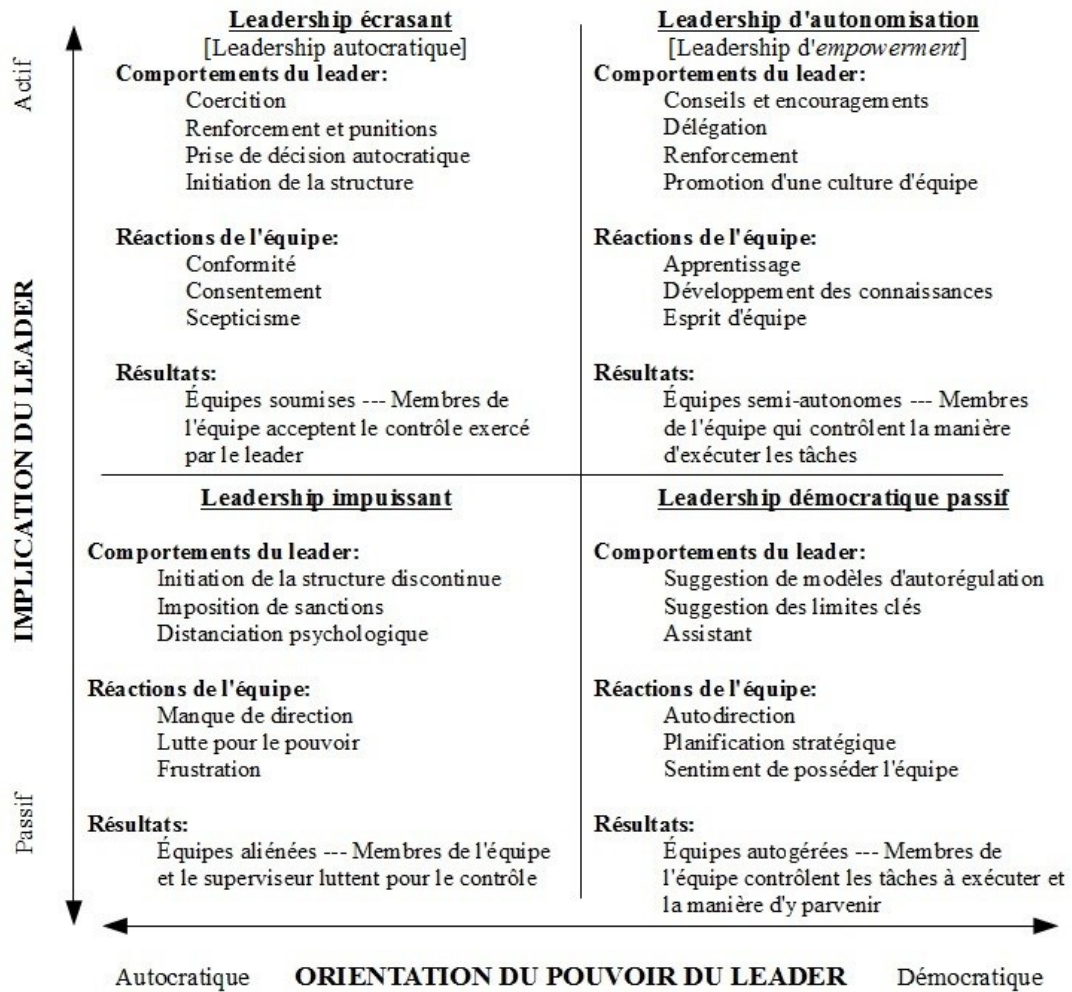 Leadership écrasant
[Leadership autocratique]
Comportements du leader:
Coercition
Renforcement et punitions
Prise de décision autocratique
Initiation de la structure
Réactions de l'équipe:
Conformité
Consentement
Scepticisme
Résultats:
Équipes soumises --- Membres de
l'équipe acceptent le contrôle exercé
par le leader
Leadership d'autonomisation
[Leadership d'empowerment]
Comportements du leader:
Conseils et encouragements
Délégation
Renforcement
Promotion d'une culture d'équipe
Réactions de l'équipe:
Apprentissage
Développement des connaissances
Esprit d'équipe
Résultats:
Équipes semi-autonomes --- Membres
de l'équipe qui contrôlent la manière
d'exécuter les tâches
Leadership impuissant
Comportements du leader:
Initiation de la structure discontinue
Imposition de sanctions
Distanciation psychologique
Réactions de l'équipe:
Manque de direction
Lutte pour le pouvoir
Frustration
Résultats:
Équipes aliénées --- Membres de l'équipe
et le superviseur luttent pour le contrôle
Leadership démocratique passif
Comportements du leader:
Suggestion de modèles d'autorégulation
Suggestion des limites clés
Assistant
Réactions de l'équipe:
Autodirection
Planification stratégique
Sentiment de posséder l'équipe
Résultats:
Équipes autogérées --- Membres de
l'équipe contrôlent les tâches à exécuter et
la manière d'y parvenir
Actif
IMPLICATION DU LEADER
Passif
Autocratique
ORIENTATION DU POUVOIR DU LEADER
Démocratique